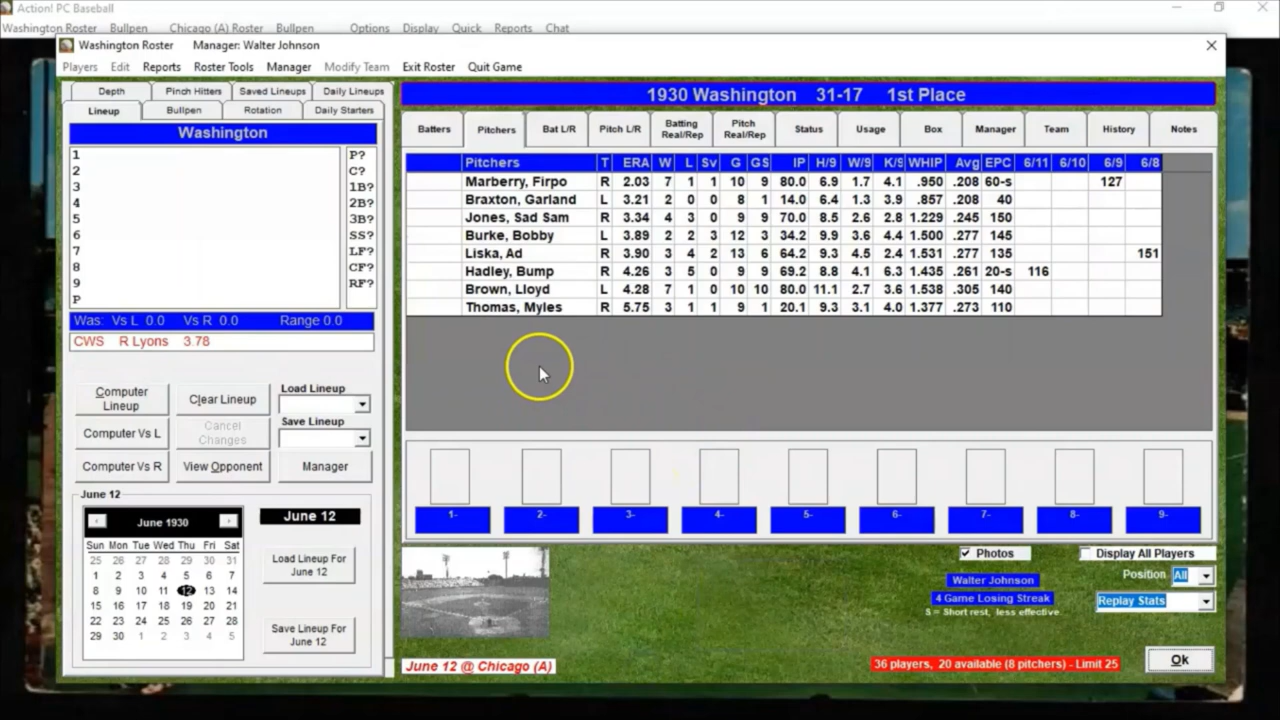 Action! PC Baseball
Washington Roster Bullpen Chicago (A) Roster Bullpen Options Display Quick Reports Chat
Washington Roster Manager: Walter Johnson
Players Edit Reports Roster Tools Manager Modify Team Exit Roster Quit Game
Depth Pinch Hitters Saved Lineups Daily Lineups
Lineup Bullpen Rotation Daily Starters
Washington
1 P?
2 C?
3 1B?
4 2B?
5 3B?
6 SS?
7 LF?
8 CF?
9 RF?
P
Was: Vs L 0.0 Vs R 0.0 Range 0.0
CWS R Lyons 3.78
Computer Lineup
Clear Lineup
Load Lineup
Computer Vs L
Cancel Changes
Save Lineup
Computer Vs R
View Opponent
Manager
June 12
June 1930
Sun Mon Tue Wed Thu Fri Sat
25 26 27 28 29 30 31
1 2 3 4 5 6 7
8 9 10 11 12 13 14
15 16 17 18 19 20 21
22 23 24 25 26 27 28
29 30 1 2 3 4 5
June 12
Load Lineup For
June 12
Save Lineup For
June 12
1930 Washington 31-17 1st Place
Batters Pitchers Bat L/R Pitch L/R Batting Real/Rep Pitch Real/Rep Status Usage Box Manager Team History Notes
Pitchers T ERA W L Sv G GS IP H/9 W/9 K/9 WHIP Avg EPC 6/11 6/10 6/9 6/8
Marberry, Firpo R 2.03 7 1 1 10 9 80.0 6.9 1.7 4.1 .950 .208 60-s 127
Braxton, Garland L 3.21 2 0 0 8 1 14.0 6.4 1.3 3.9 .857 .208 40
Jones, Sad Sam R 3.34 4 3 0 9 9 70.0 8.5 2.6 2.8 1.229 .245 150
Burke, Bobby L 3.89 2 2 3 12 3 34.2 9.9 3.6 4.4 1.500 .277 145
Liska, Ad R 3.90 3 4 2 13 6 64.2 9.3 4.5 2.4 1.531 .277 135 151
Hadley, Bump R 4.26 3 5 0 9 9 69.2 8.8 4.1 6.3 1.435 .261 20-s 116
Brown, Lloyd L 4.28 7 1 0 10 10 80.0 11.1 2.7 3.6 1.538 .305 140
Thomas, Myles R 5.75 3 1 1 9 1 20.1 9.3 3.1 4.0 1.377 .273 110
1- 2- 3- 4- 5- 6- 7- 8- 9-
Photos
Display All Players
Walter Johnson
Position All
4 Game Losing Streak
Replay Stats
S = Short rest, less effective.
June 12 @ Chicago (A)
36 players, 20 available (8 pitchers) - Limit 25
Ok